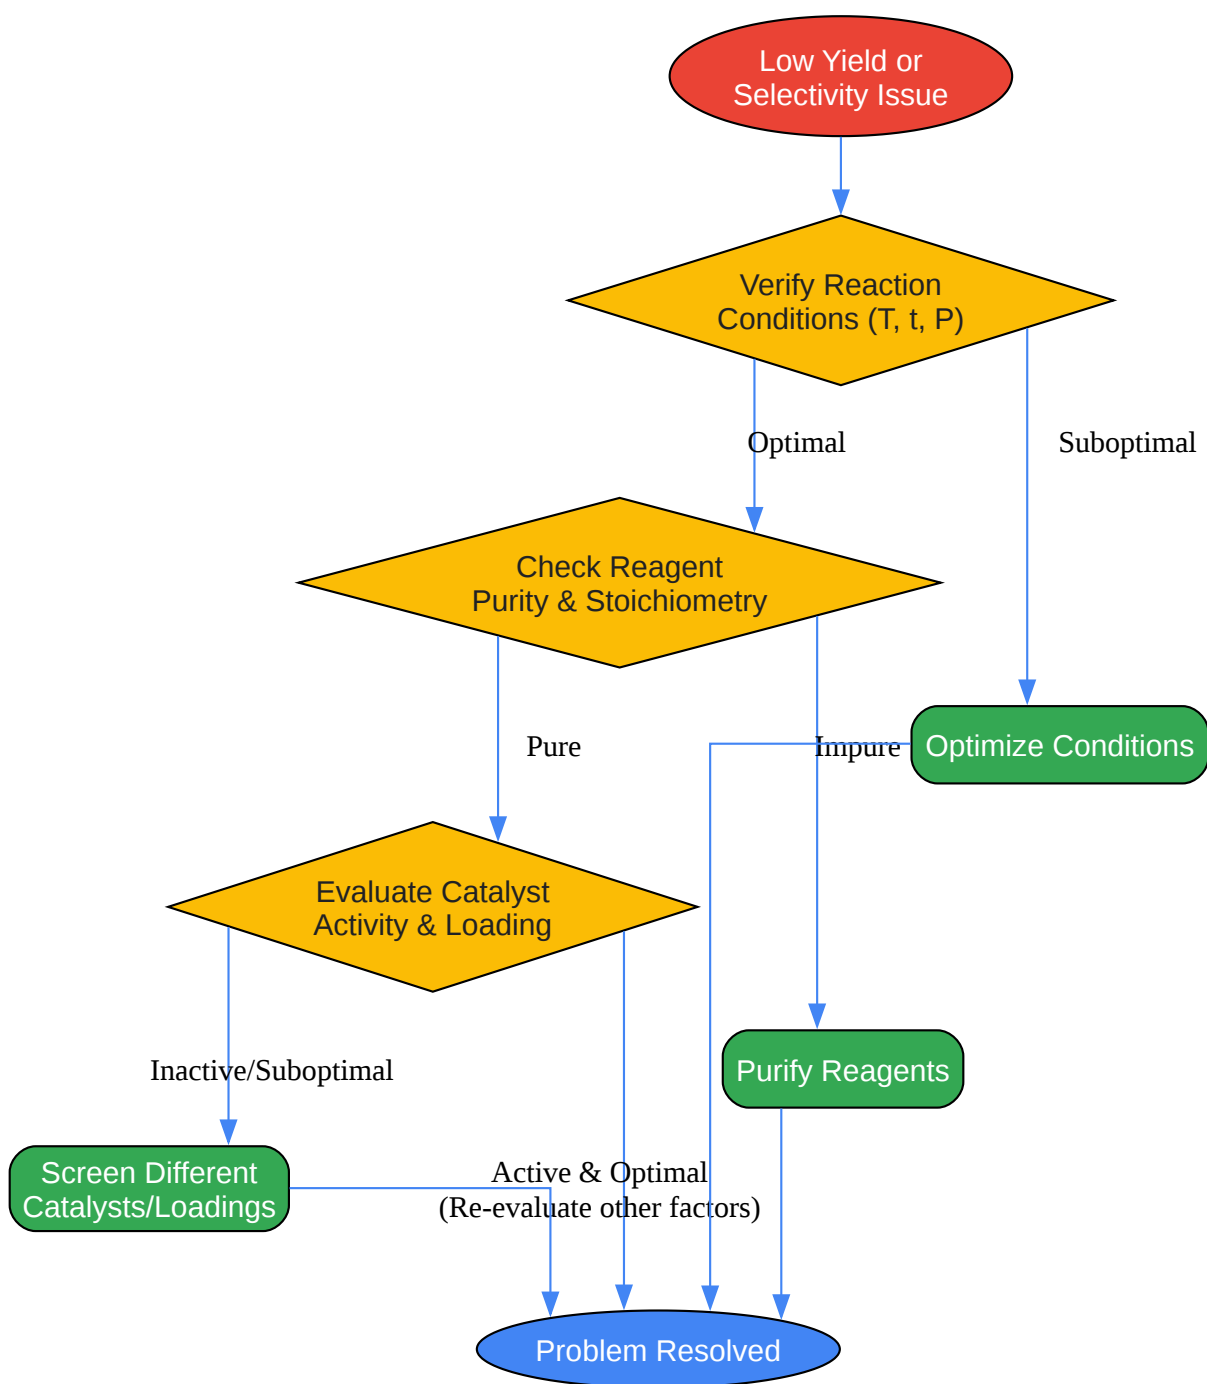 Low Yield or
Selectivity Issue
Verify Reaction
Conditions (T, t, P)
Optimal
Suboptimal
Check Reagent
Purity & Stoichiometry
Pure
Impure
Optimize Conditions
Evaluate Catalyst
Activity & Loading
Inactive/Suboptimal
Purify Reagents
Screen Different
Catalysts/Loadings
Active & Optimal
(Re-evaluate other factors)
Problem Resolved